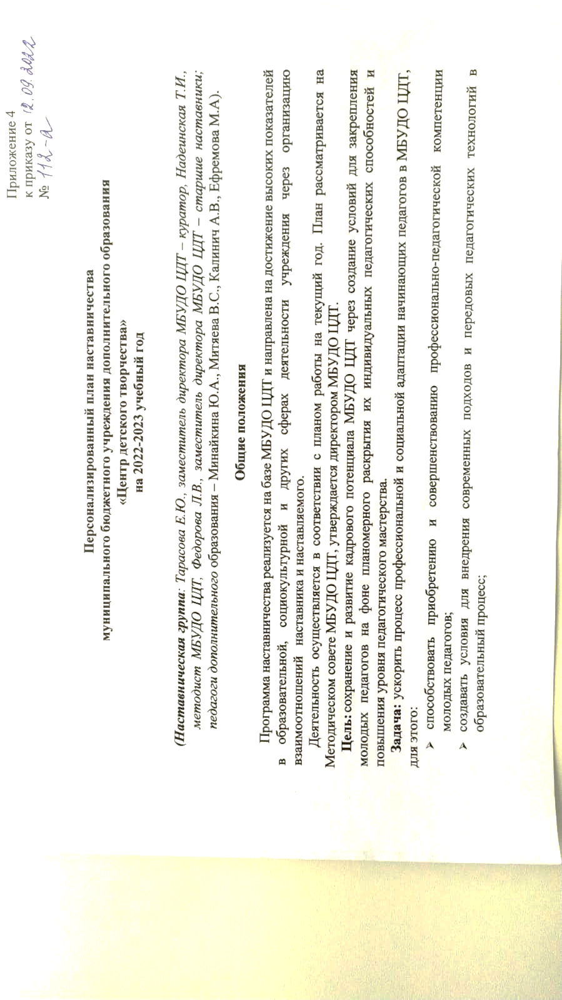 Приложение 4
к приказу от 12.09.2022
№ 112-а
Персонализированный план наставничества
муниципального бюджетного учреждения дополнительного образования
«Центр детского творчества»
на 2022-2023 учебный год
(Наставническая группа: Тарасова Е.Ю., заместитель директора МБУДО ЦДТ – куратор, Надеинская Т.И.,
методист МБУДО ЦДТ, Федорова Л.В., заместитель директора МБУДО ЦДТ – старшие наставники;
педагоги дополнительного образования – Минайкина Ю.А., Митяева В.С., Калинич А.В., Ефремова М.А).
Общие положения
Программа наставничества реализуется на базе МБУДО ЦДТ и направлена на достижение высоких показателей
в образовательной, социокультурной и других сферах деятельности учреждения через организацию
взаимоотношений наставника и наставляемого.
Деятельность осуществляется в соответствии с планом работы на текущий год. План рассматривается на
Методическом совете МБУДО ЦДТ, утверждается директором МБУДО ЦДТ.
Цель: сохранение и развитие кадрового потенциала МБУДО ЦДТ через создание условий для закрепления
молодых педагогов на фоне планомерного раскрытия их индивидуальных педагогических способностей и
повышения уровня педагогического мастерства.
Задача: ускорить процесс профессиональной и социальной адаптации начинающих педагогов в МБУДО ЦДТ,
для этого:
➢ способствовать приобретению и совершенствованию профессионально-педагогической компетенции
молодых педагогов;
➢ создавать условия для внедрения современных подходов и передовых педагогических технологий в
образовательный процесс;